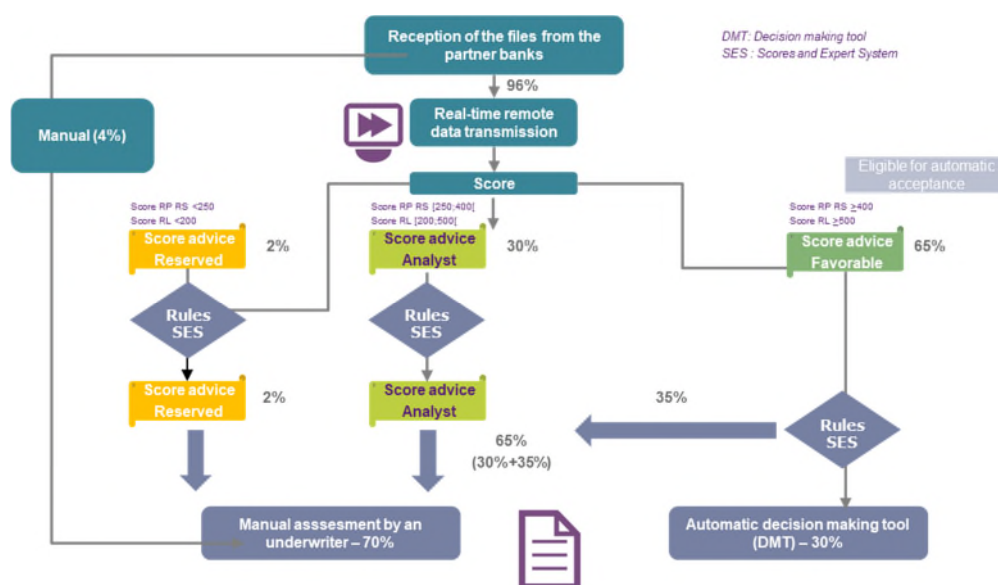 Reception of the files from the
partner banks
DMT: Decision making tool
SES : Scores and Expert System
96%
Manual (4%)
Real-time remote
data transmission
Score
Eligible for automatic
acceptance
Score RP RS <250
Score RL <200
Score RP RS [250;400[
Score RL [200;500[
Score RP RS ≥400
Score RL ≥500
Score advice
Reserved
2%
Score advice
Analyst
30%
Score advice
Favorable
65%
Rules
SES
Rules
SES
Score advice
Reserved
2%
Score advice
Analyst
35%
Rules
SES
65%
(30%+35%)
Manual asssesment by an
underwriter – 70%
Automatic decision making tool
(DMT) – 30%